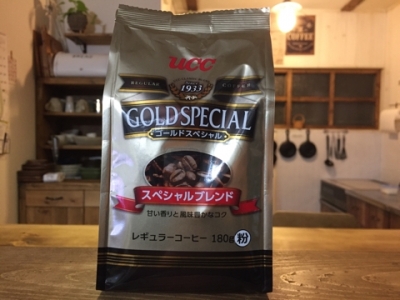 UCC
1933
GOLD SPECIAL
ゴールドスペシャル
スペシャルブレンド
甘い香りと風味豊かなコク
レギュラーコーヒー 180g 粉
COFFEE